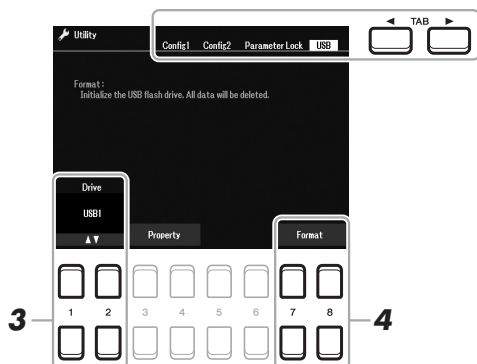 ◀ TAB ▶
Utility
Config1 Config2 Parameter Lock USB
Format:
Initialize the USB flash drive. All data will be deleted.
Drive
USB1
▲▼ Property Format
1 2 3 4 5 6 7 8
3 4